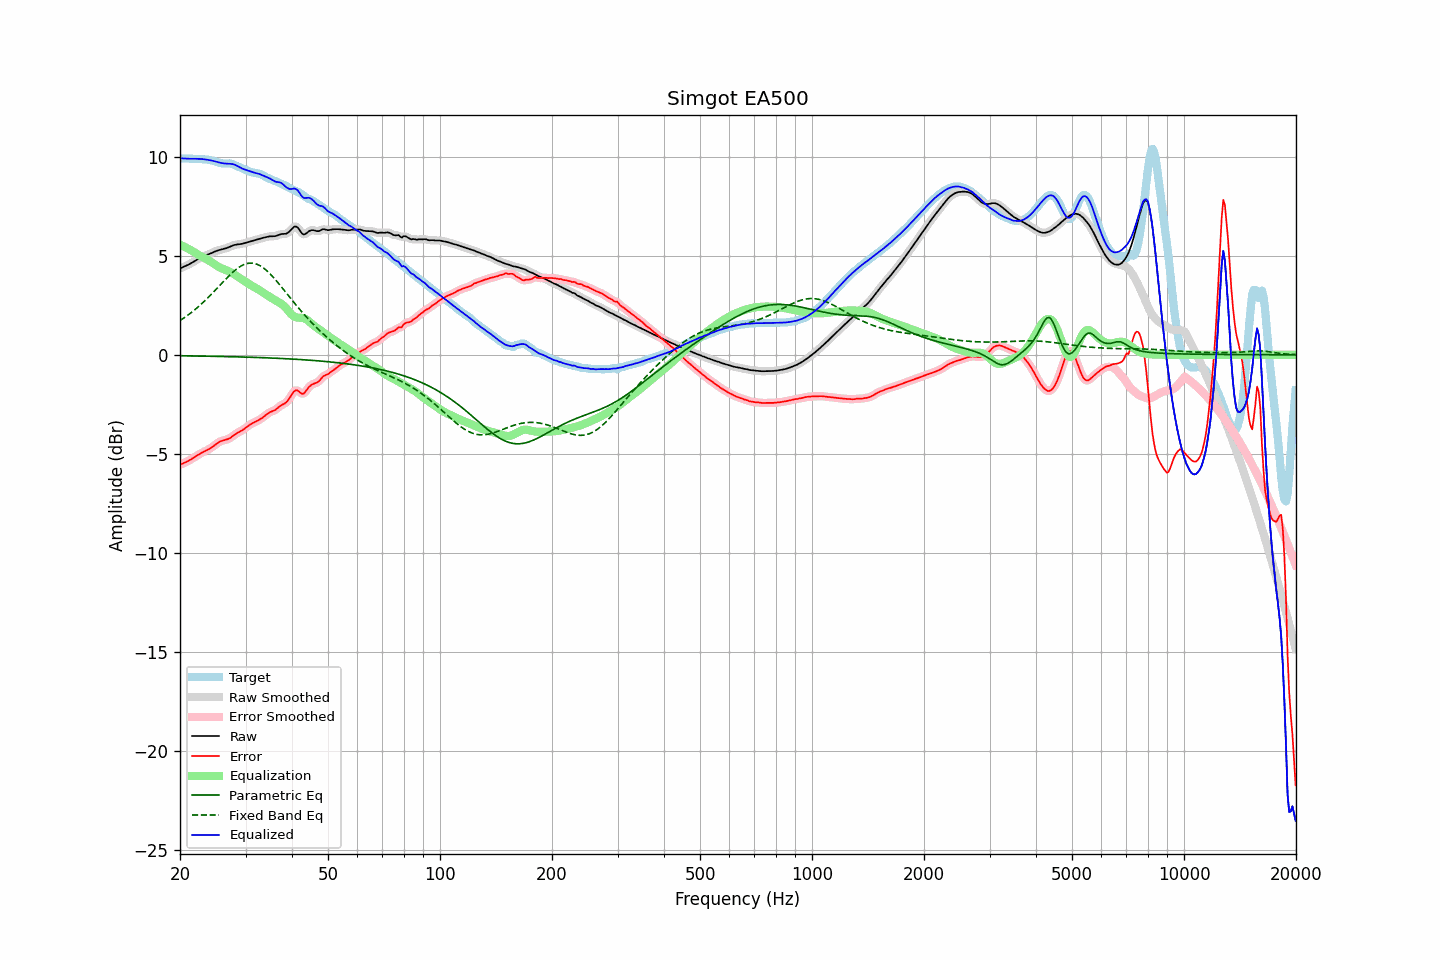 Simgot EA500
Amplitude (dBr)
10
5
0
−5
−10
−15
−20
−25
Target
Raw Smoothed
Error Smoothed
Raw
Error
Equalization
Parametric Eq
Fixed Band Eq
Equalized
20 50 100 200 500 1000 2000 5000 10000 20000
Frequency (Hz)